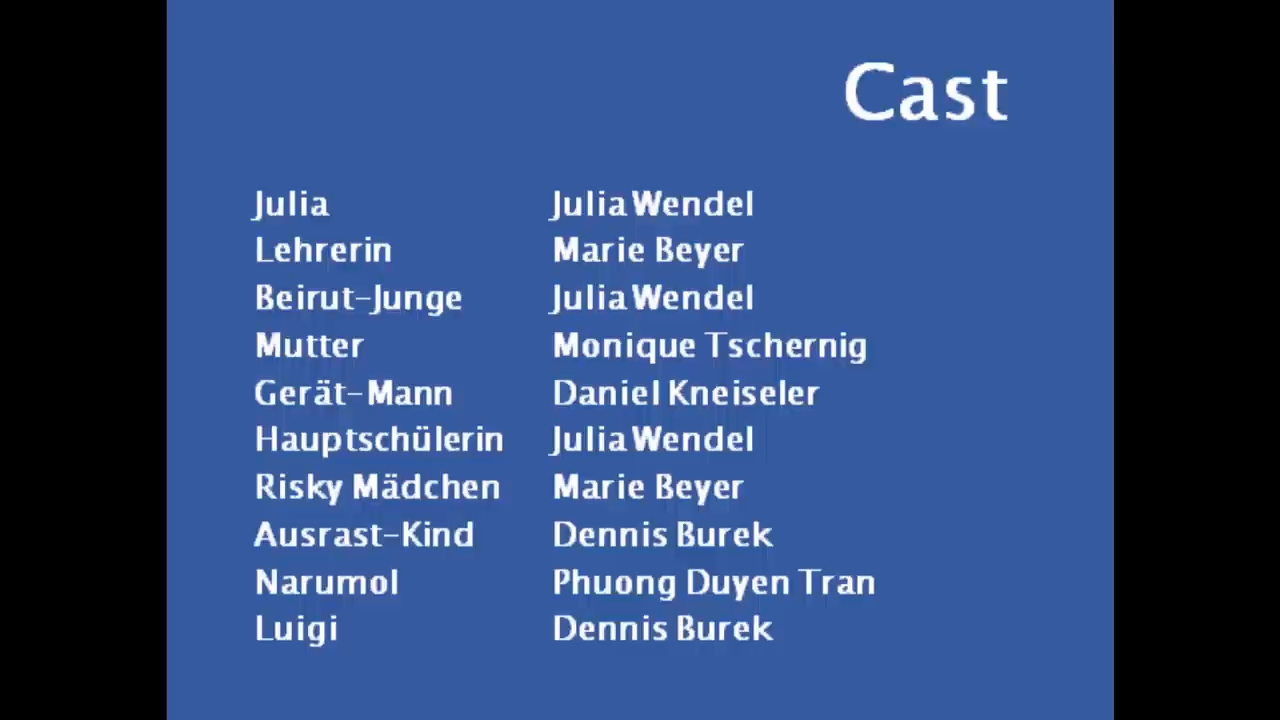 Cast
Julia Julia Wendel
Lehrerin Marie Beyer
Beirut-Junge Julia Wendel
Mutter Monique Tschernig
Gerät-Mann Daniel Kneiseler
Hauptschülerin Julia Wendel
Risky Mädchen Marie Beyer
Ausrast-Kind Dennis Burek
Narumol Phuong Duyen Tran
Luigi Dennis Burek